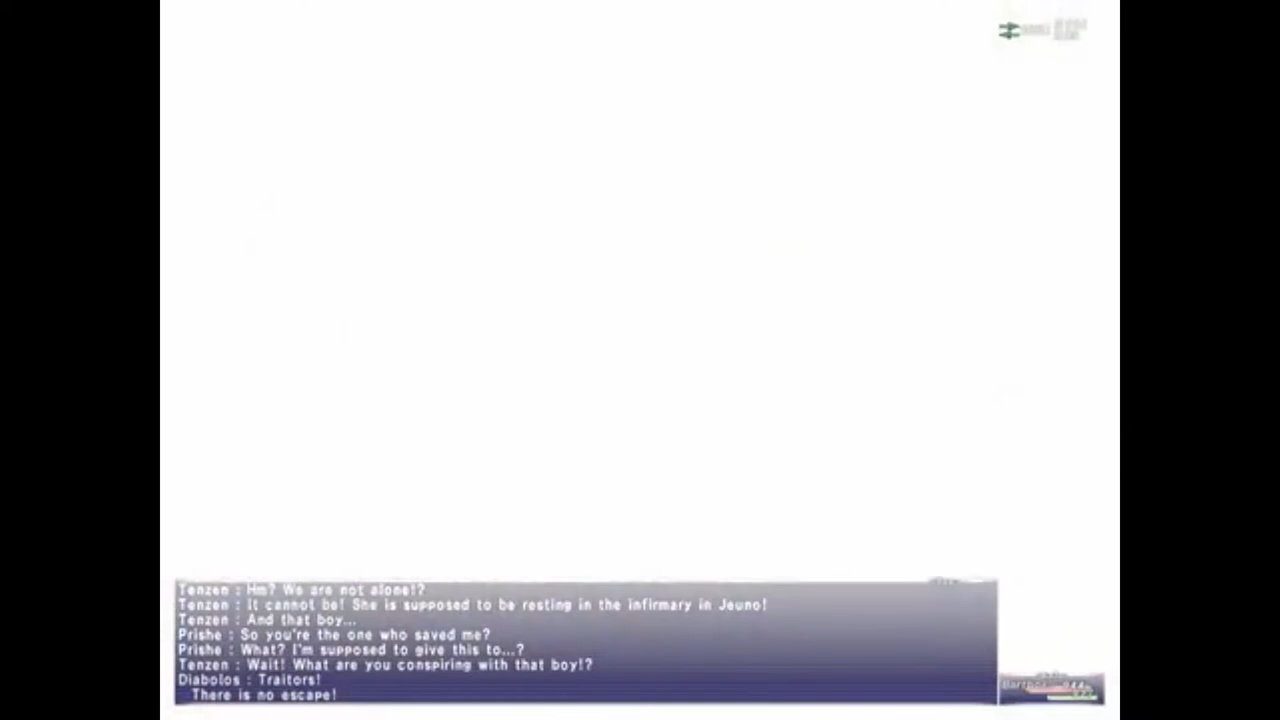 Tenzen : Hm? We are not alone!?
Tenzen : It cannot be! She is supposed to be resting in the infirmary in Jeuno!
Tenzen : And that boy...
Prishe : So you're the one who saved me?
Prishe : What? I'm supposed to give this to...?
Tenzen : Wait! What are you conspiring with that boy!?
Diabolos : Traitors!
There is no escape!